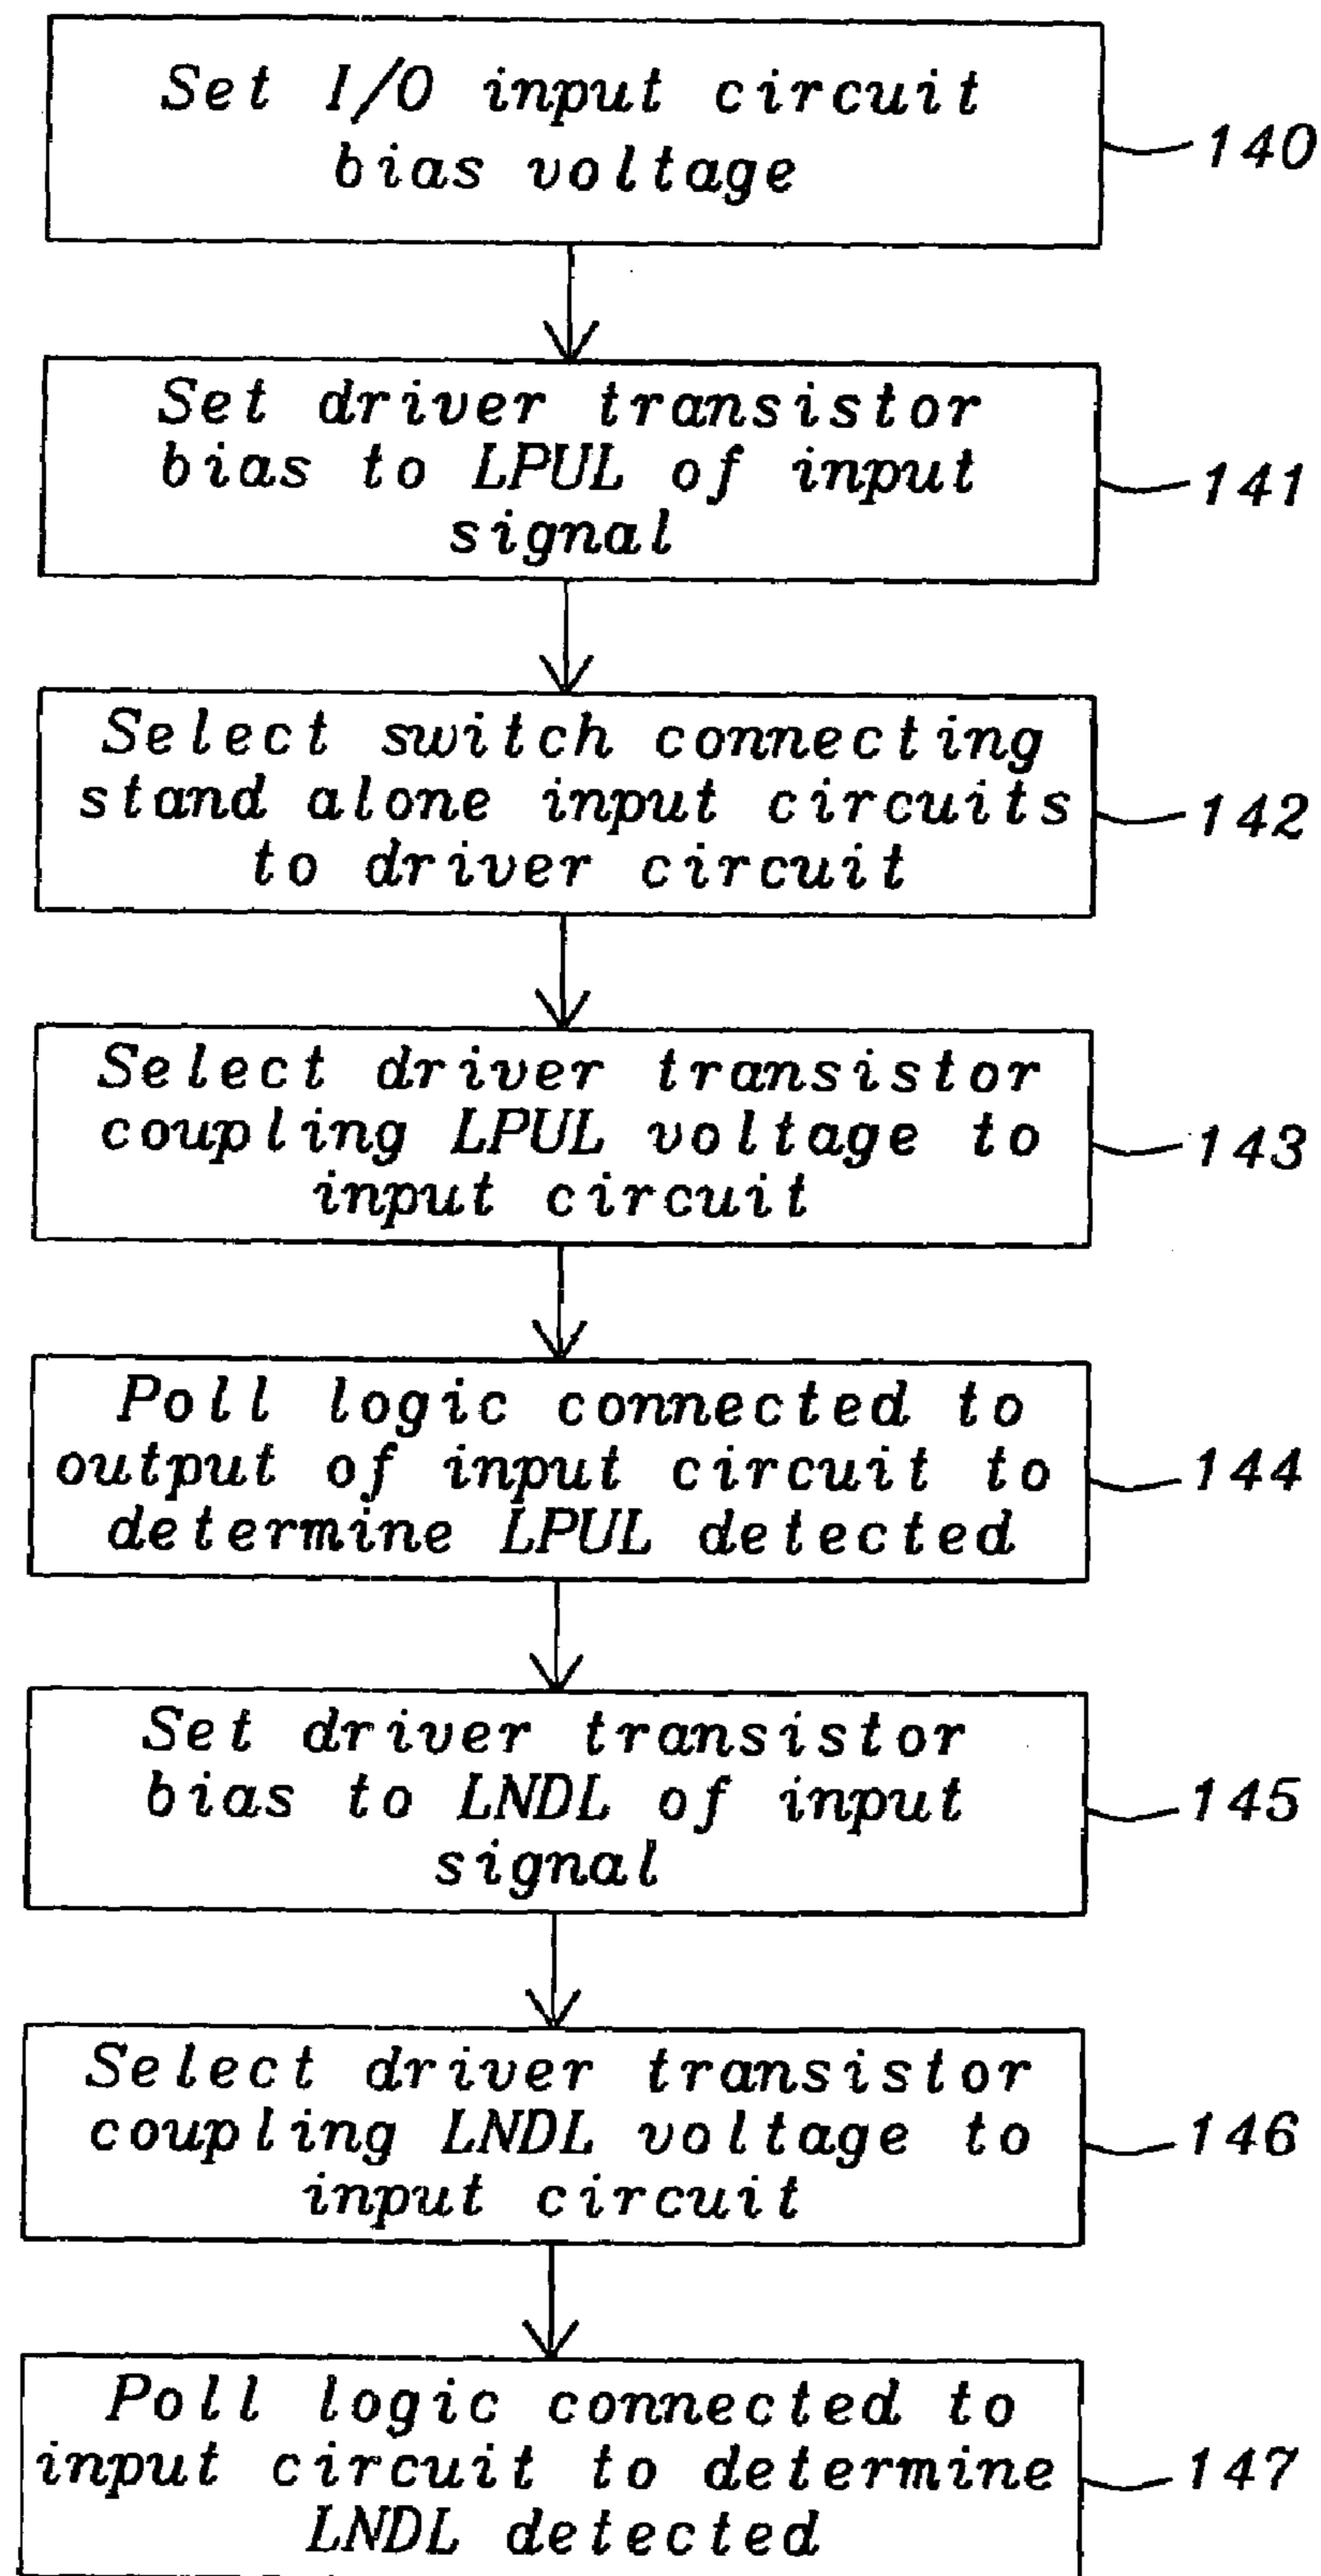 Set I/O input circuit
bias voltage
140
Set driver transistor
bias to LPUL of input
signal
141
Select switch connecting
stand alone input circuits
to driver circuit
142
Select driver transistor
coupling LPUL voltage to
input circuit
143
Poll logic connected to
output of input circuit to
determine LPUL detected
144
Set driver transistor
bias to LNDL of input
signal
145
Select driver transistor
coupling LNDL voltage to
input circuit
146
Poll logic connected to
input circuit to determine
LNDL detected
147